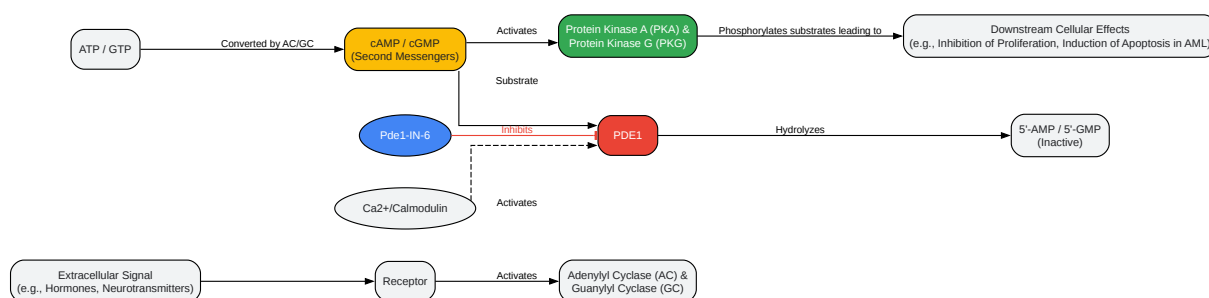 ATP / GTP
Converted by AC/GC
cAMP / cGMP
(Second Messengers)
Activates
Protein Kinase A (PKA) &
Protein Kinase G (PKG)
Phosphorylates substrates leading to
Downstream Cellular Effects
(e.g., Inhibition of Proliferation, Induction of Apoptosis in AML)
Substrate
Pde1-IN-6
Inhibits
PDE1
Hydrolyzes
5'-AMP / 5'-GMP
(Inactive)
Ca2+/Calmodulin
Activates
Extracellular Signal
(e.g., Hormones, Neurotransmitters)
Receptor
Activates
Adenylyl Cyclase (AC) &
Guanylyl Cyclase (GC)